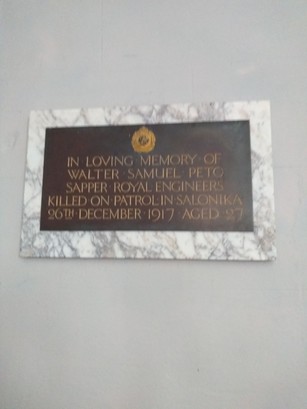 IN LOVING MEMORY OF
WALTER · SAMUEL PETO
SAPPER · ROYAL ENGINEERS
KILLED · ON · PATROL IN SALONIKA
26TH DECEMBER · 1917 · AGED 27